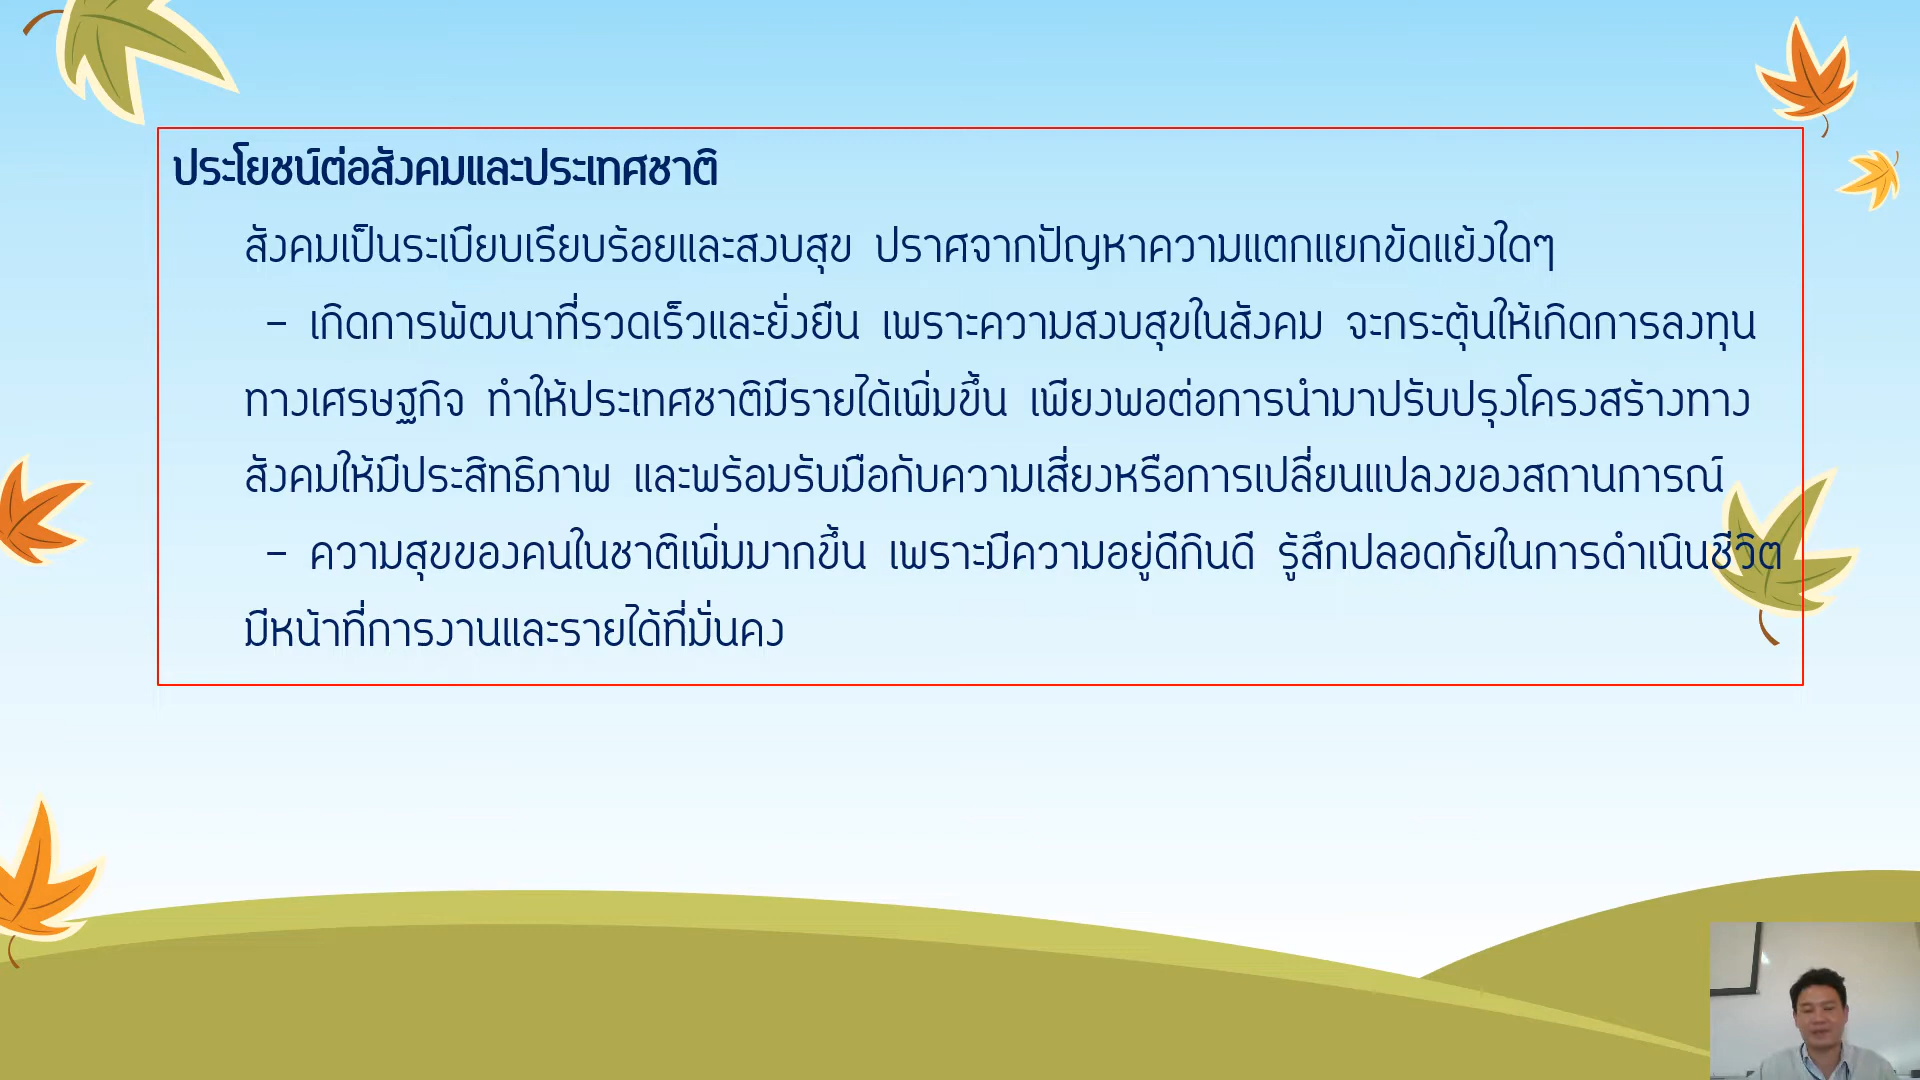 ประโยชน์ต่อสังคมและประเทศชาติ
สังคมเป็นระเบียบเรียบร้อยและสงบสุข ปราศจากปัญหาความแตกแยกขัดแย้งใดๆ
– เกิดการพัฒนาที่รวดเร็วและยั่งยืน เพราะความสงบสุขในสังคม จะกระตุ้นให้เกิดการลงทุน
ทางเศรษฐกิจ ทำให้ประเทศชาติมีรายได้เพิ่มขึ้น เพียงพอต่อการนำมาปรับปรุงโครงสร้างทาง
สังคมให้มีประสิทธิภาพ และพร้อมรับมือกับความเสี่ยงหรือการเปลี่ยนแปลงของสถานการณ์
– ความสุขของคนในชาติเพิ่มมากขึ้น เพราะมีความอยู่ดีกินดี รู้สึกปลอดภัยในการดำเนินชีวิต
มีหน้าที่การงานและรายได้ที่มั่นคง